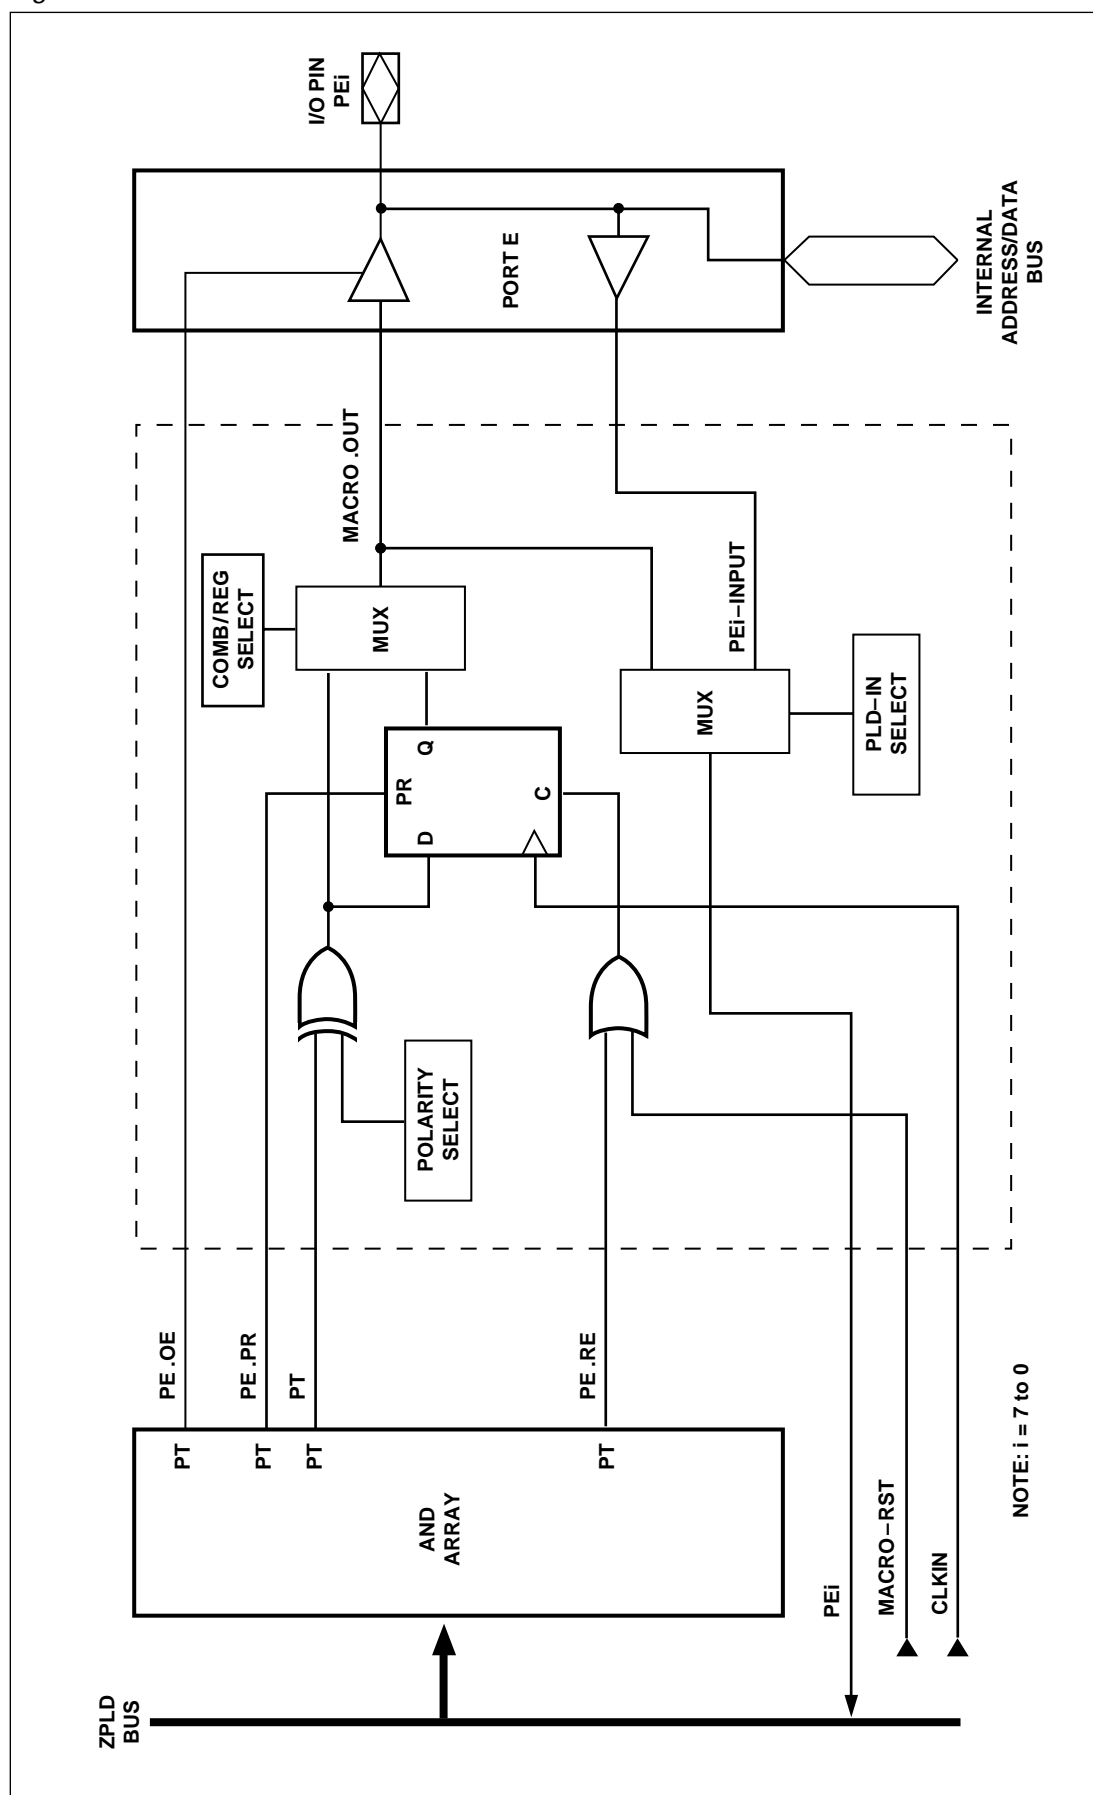 ZPLD
BUS
AND
ARRAY
PT
PT
PT
PT
PE .OE
PE .PR
PT
PE .RE
PEi
MACRO–RST
CLKIN
POLARITY
SELECT
D
PR
Q
C
COMB/REG
SELECT
MUX
MUX
PLD–IN
SELECT
MACRO .OUT
PEi–INPUT
PORT E
I/O PIN
PEi
INTERNAL
ADDRESS/DATA
BUS
NOTE: i = 7 to 0